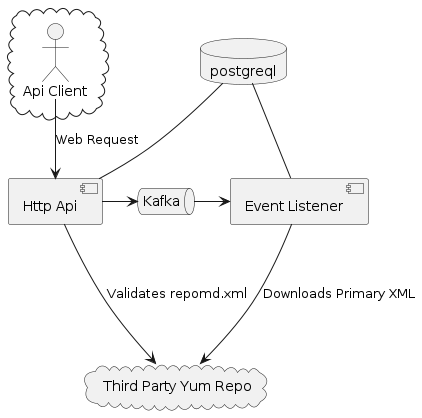 postgreql
Api Client
Web Request
Http Api
Kafka
Event Listener
Validates repomd.xml
Downloads Primary XML
Third Party Yum Repo